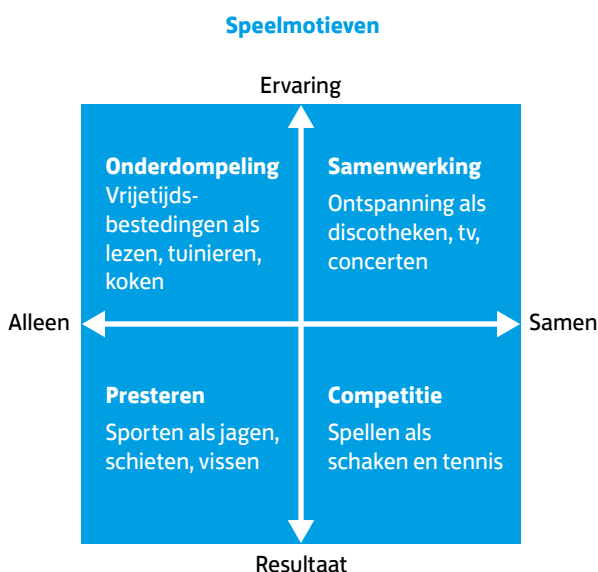 Speelmotieven
Ervaring
Onderdompeling
Vrijetijds-
bestedingen als
lezen, tuinieren,
koken
Samenwerking
Ontspanning als
discotheken, tv,
concerten
Alleen
Samen
Presteren
Sporten als jagen,
schieten, vissen
Competitie
Spellen als
schaken en tennis
Resultaat